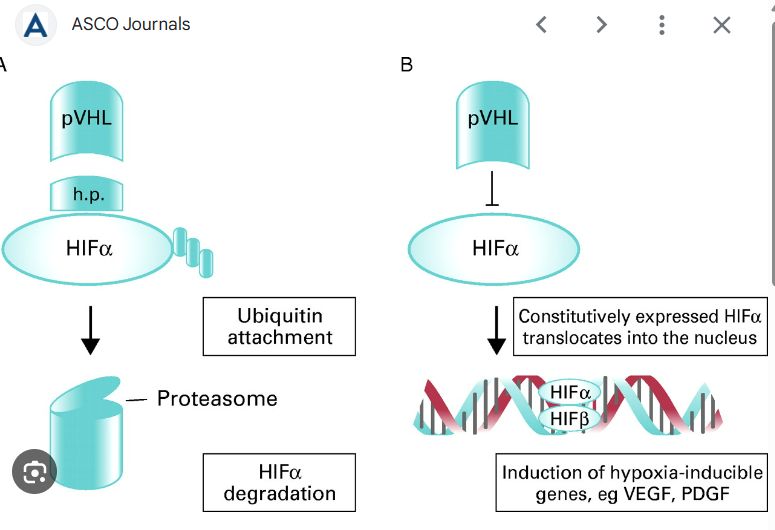 ASCO Journals
A
pVHL
h.p.
HIFα
Ubiquitin
attachment
Proteasome
HIFα
degradation
B
pVHL
HIFα
Constitutively expressed HIFα
translocates into the nucleus
HIFα
HIFβ
Induction of hypoxia-inducible
genes, eg VEGF, PDGF